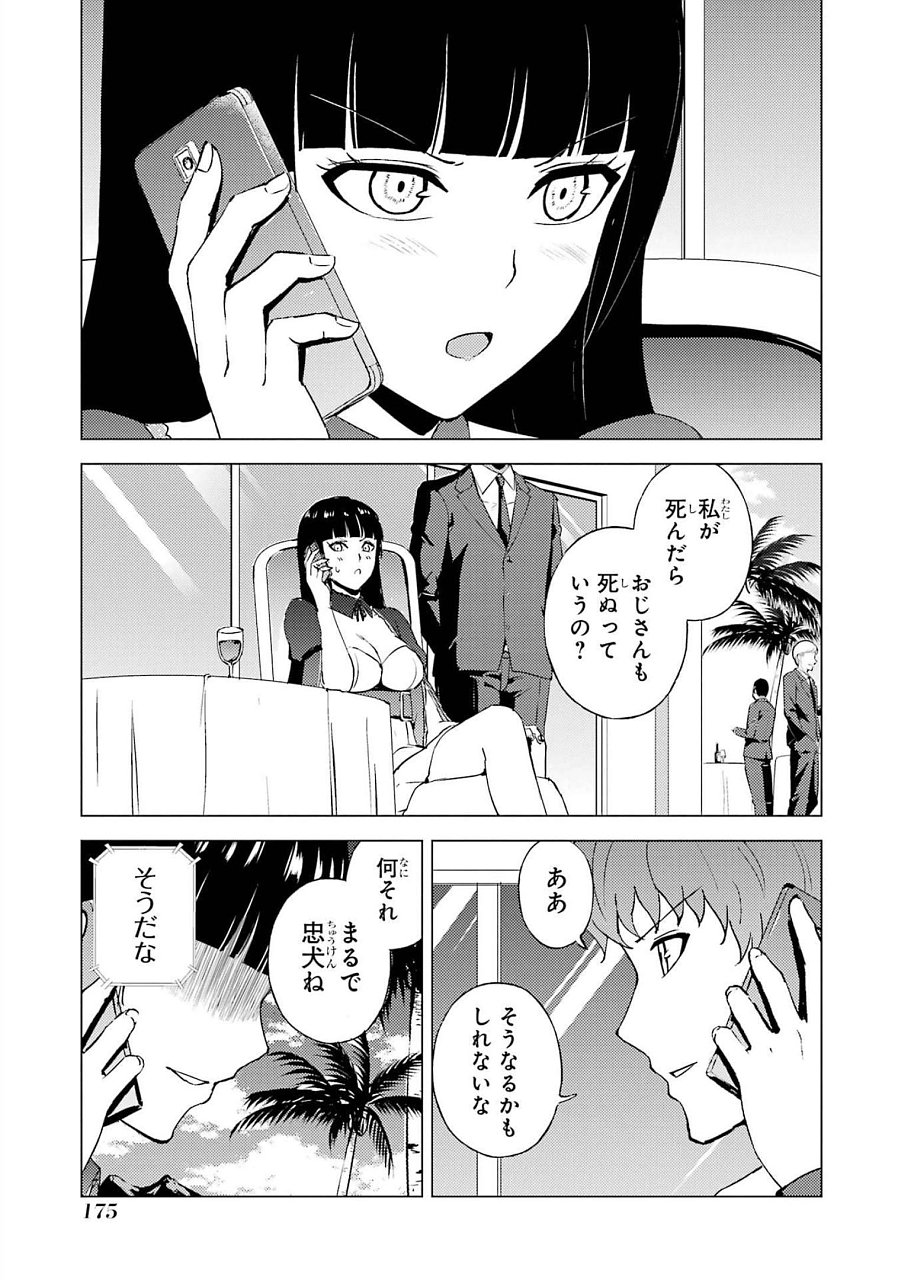 私が
死んだら
おじさんも
死ぬって
いうの?
ああ
そうなるかも
しれないな
何それ
まるで
忠犬ね
そうだな
175